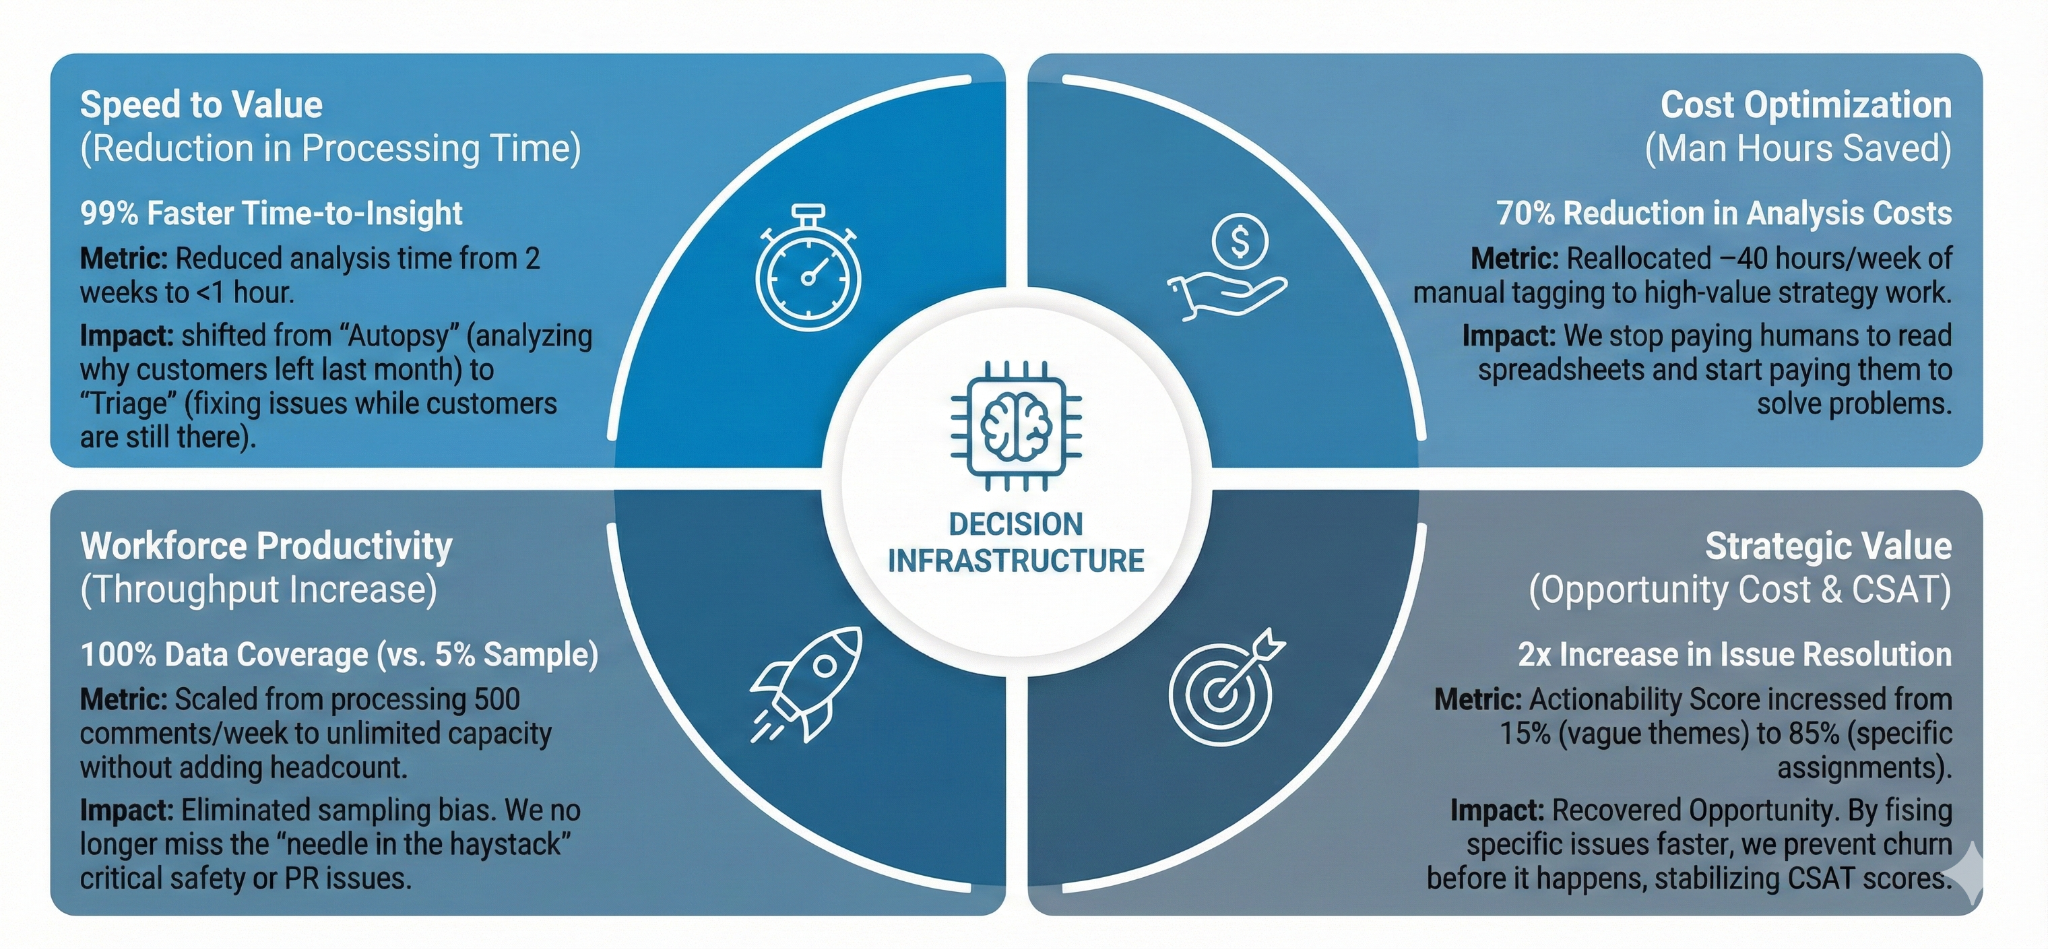 Speed to Value
(Reduction in Processing Time)
99% Faster Time-to-Insight
Metric: Reduced analysis time from 2
weeks to <1 hour.
Impact: shifted from “Autopsy” (analyzing
why customers left last month) to
“Triage” (fixing issues while customers
are still there).
Cost Optimization
(Man Hours Saved)
70% Reduction in Analysis Costs
Metric: Reallocated –40 hours/week of
manual tagging to high-value strategy work.
Impact: We stop paying humans to read
spreadsheets and start paying them to
solve problems.
$
DECISION
INFRASTRUCTURE
Workforce Productivity
(Throughput Increase)
100% Data Coverage (vs. 5% Sample)
Metric: Scaled from processing 500
comments/week to unlimited capacity
without adding headcount.
Impact: Eliminated sampling bias. We no
longer miss the “needle in the haystack”
critical safety or PR issues.
Strategic Value
(Opportunity Cost & CSAT)
2x Increase in Issue Resolution
Metric: Actionability Score increased from
15% (vague themes) to 85% (specific
assignments).
Impact: Recovered Opportunity. By fising
specific issues faster, we prevent churn
before it happens, stabilizing CSAT scores.